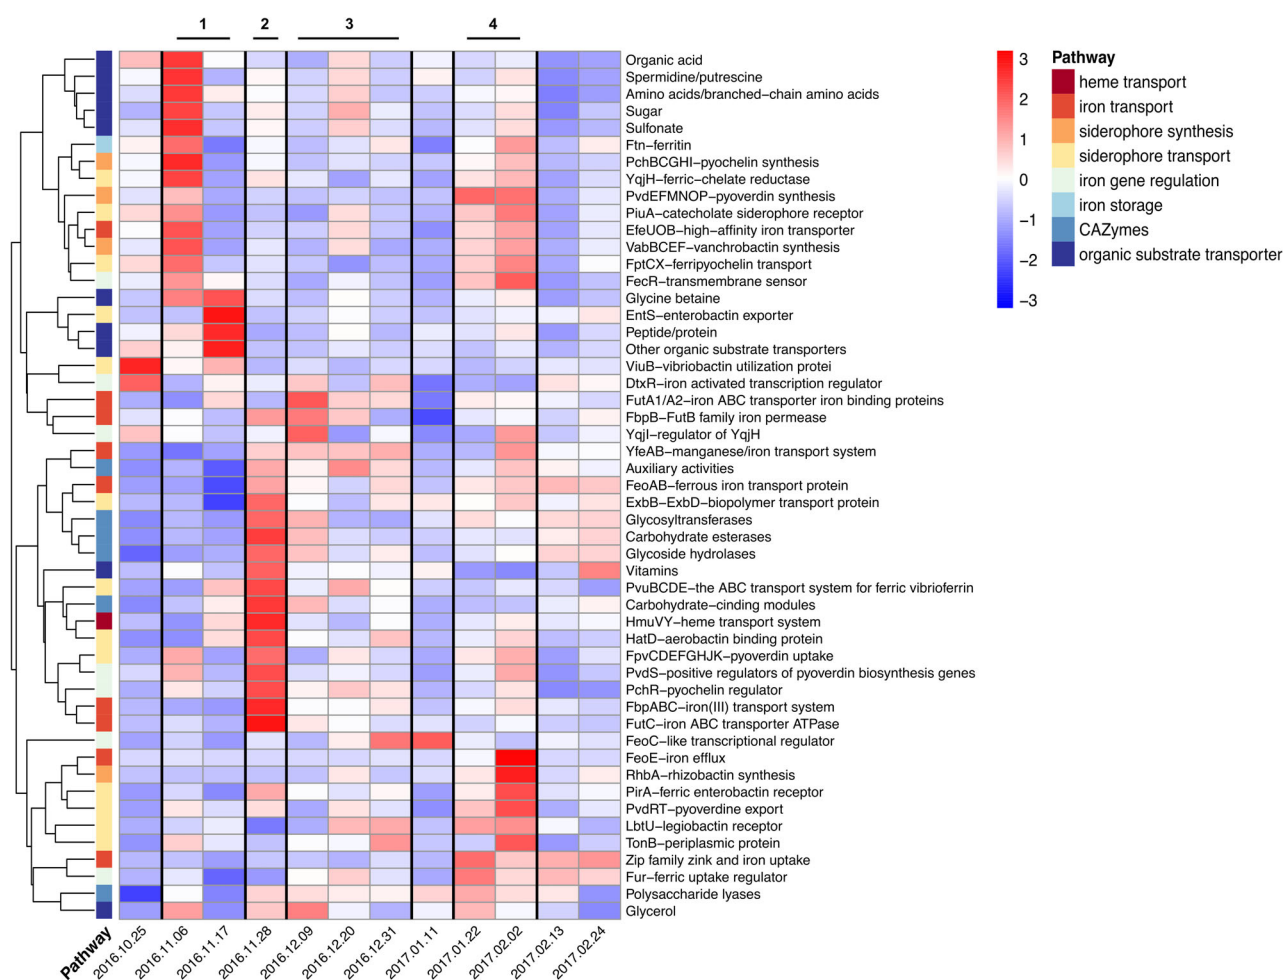 1 2 3 4
Organic acid
Spermidine/putrescine
Amino acids/branched−chain amino acids
Sugar
Sulfonate
Ftn−ferritin
PchBCGHI−pyochelin synthesis
YqjH−ferric−chelate reductase
PvdEFMNOP−pyoverdin synthesis
PiuA−catecholate siderophore receptor
EfeUOB−high−affinity iron transporter
VabBCEF−vanchrobactin synthesis
FptCX−ferripyochelin transport
FecR−transmembrane sensor
Glycine betaine
EntS−enterobactin exporter
Peptide/protein
Other organic substrate transporters
ViuB−vibriobactin utilization protei
DtxR−iron activated transcription regulator
FutA1/A2−iron ABC transporter iron binding proteins
FbpB−FutB family iron permease
YqjI−regulator of YqjH
YfeAB−manganese/iron transport system
Auxiliary activities
FeoAB−ferrous iron transport protein
ExbB−ExbD−biopolymer transport protein
Glycosyltransferases
Carbohydrate esterases
Glycoside hydrolases
Vitamins
PvuBCDE−the ABC transport system for ferric vibrioferrin
Carbohydrate−cinding modules
HmuVY−heme transport system
HatD−aerobactin binding protein
FpvCDEFGHJK−pyoverdin uptake
PvdS−positive regulators of pyoverdin biosynthesis genes
PchR−pyochelin regulator
FbpABC−iron(III) transport system
FutC−iron ABC transporter ATPase
FeoC−like transcriptional regulator
FeoE−iron efflux
RhbA−rhizobactin synthesis
PirA−ferric enterobactin receptor
PvdRT−pyoverdine export
LbtU−legiobactin receptor
TonB−periplasmic protein
Zip family zink and iron uptake
Fur−ferric uptake regulator
Polysaccharide lyases
Glycerol
Pathway
2016.10.25
2016.11.06
2016.11.17
2016.11.28
2016.12.09
2016.12.20
2016.12.31
2017.01.11
2017.01.22
2017.02.02
2017.02.13
2017.02.24
3
2
1
0
−1
−2
−3
Pathway
heme transport
iron transport
siderophore synthesis
siderophore transport
iron gene regulation
iron storage
CAZymes
organic substrate transporter